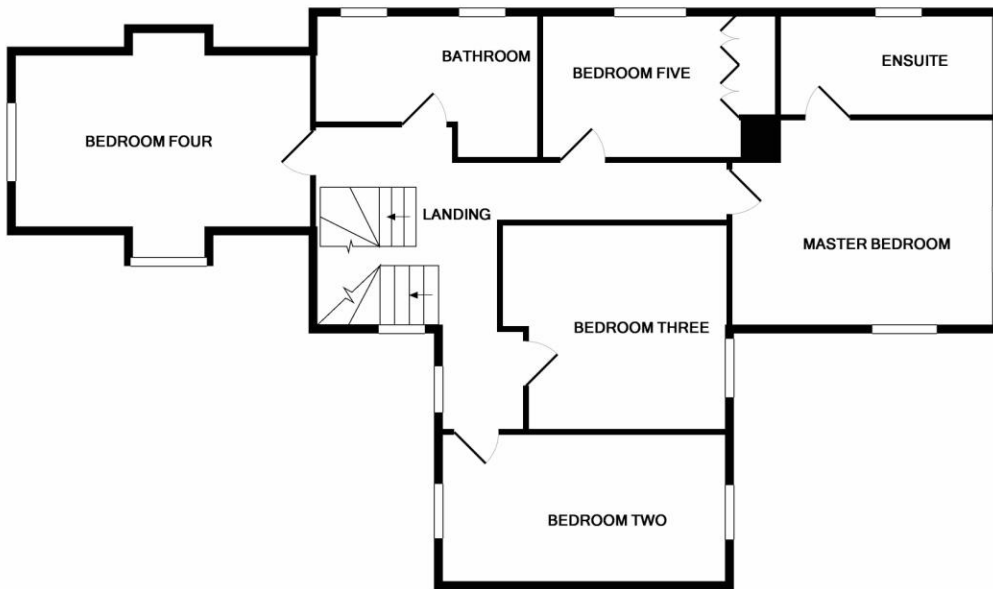 BATHROOM
BEDROOM FIVE
ENSUITE
BEDROOM FOUR
LANDING
MASTER BEDROOM
BEDROOM THREE
BEDROOM TWO